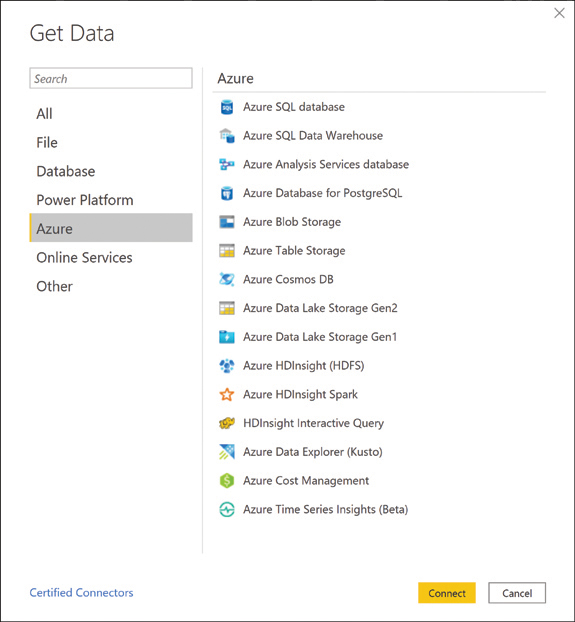 Get Data
Search
All
File
Database
Power Platform
Azure
Online Services
Other
Azure
Azure SQL database
Azure SQL Data Warehouse
Azure Analysis Services database
Azure Database for PostgreSQL
Azure Blob Storage
Azure Table Storage
Azure Cosmos DB
Azure Data Lake Storage Gen2
Azure Data Lake Storage Gen1
Azure HDInsight (HDFS)
Azure HDInsight Spark
HDInsight Interactive Query
Azure Data Explorer (Kusto)
Azure Cost Management
Azure Time Series Insights (Beta)
Certified Connectors
Connect
Cancel